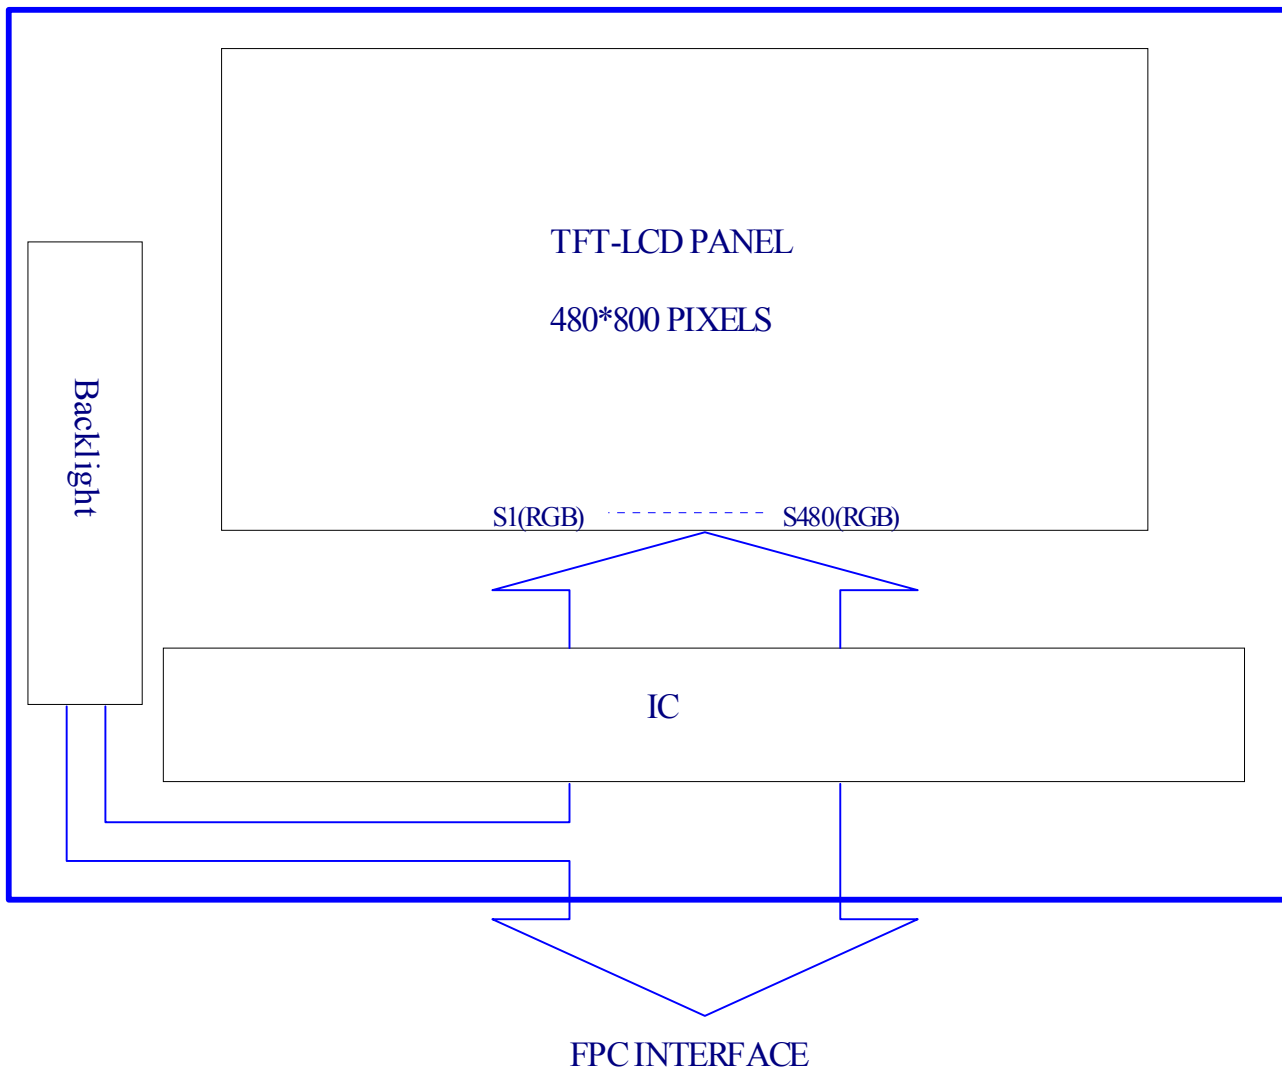 TFT-LCD PANEL
480*800 PIXELS
Backlight
S1(RGB) ---------- S480(RGB)
IC
FPC INTERFACE